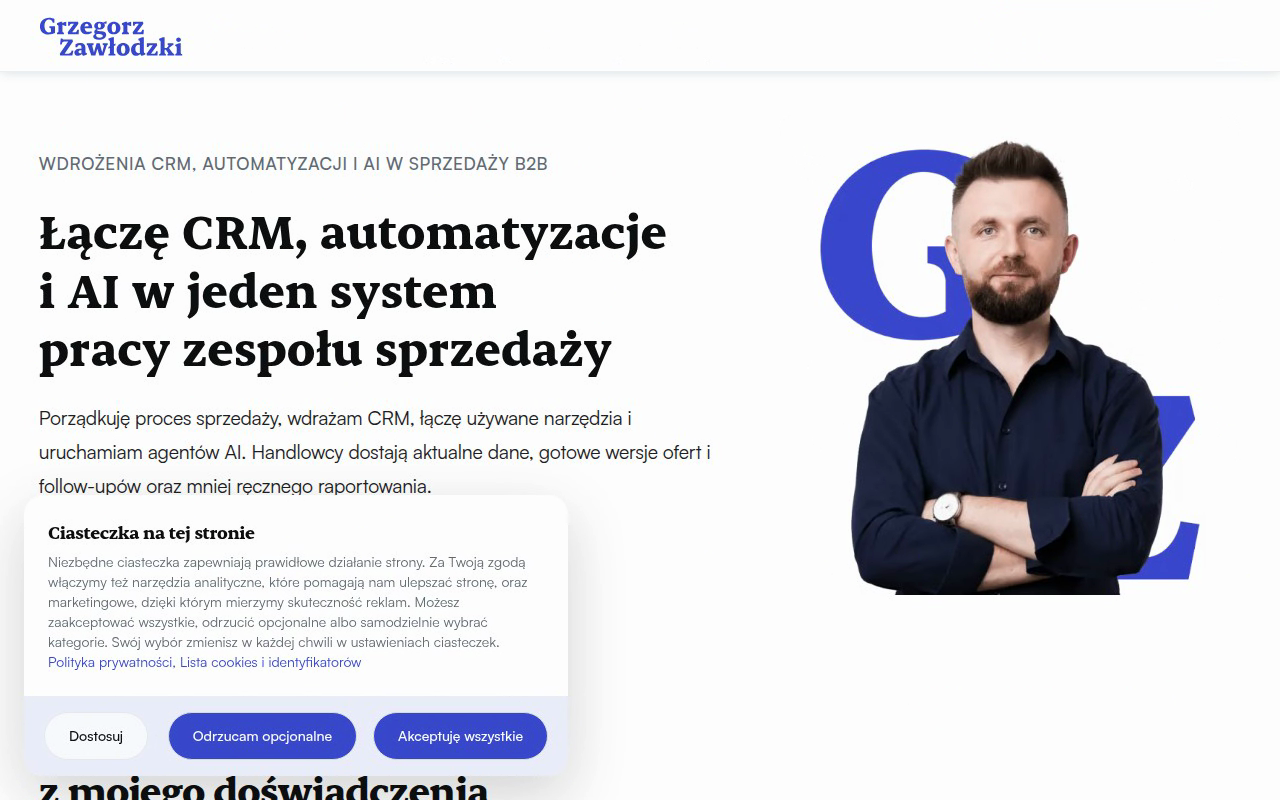 Grzegorz
Zawłodzki
WDROŻENIA CRM, AUTOMATYZACJI I AI W SPRZEDAŻY B2B
Łączę CRM, automatyzacje
i AI w jeden system
pracy zespołu sprzedaży
Porządkuję proces sprzedaży, wdrażam CRM, łączę używane narzędzia i
uruchamiam agentów AI. Handlowcy dostają aktualne dane, gotowe wersje ofert i
follow-upów oraz mniej ręcznego raportowania.
G
Z
Ciasteczka na tej stronie
Niezbędne ciasteczka zapewniają prawidłowe działanie strony. Za Twoją zgodą
włączymy też narzędzia analityczne, które pomagają nam ulepszać stronę, oraz
marketingowe, dzięki którym mierzymy skuteczność reklam. Możesz
zaakceptować wszystkie, odrzucić opcjonalne albo samodzielnie wybrać
kategorie. Swój wybór zmienisz w każdej chwili w ustawieniach ciasteczek.
Polityka prywatności, Lista cookies i identyfikatorów
Dostosuj
Odrzucam opcjonalne
Akceptuję wszystkie
z mojego doświadczenia